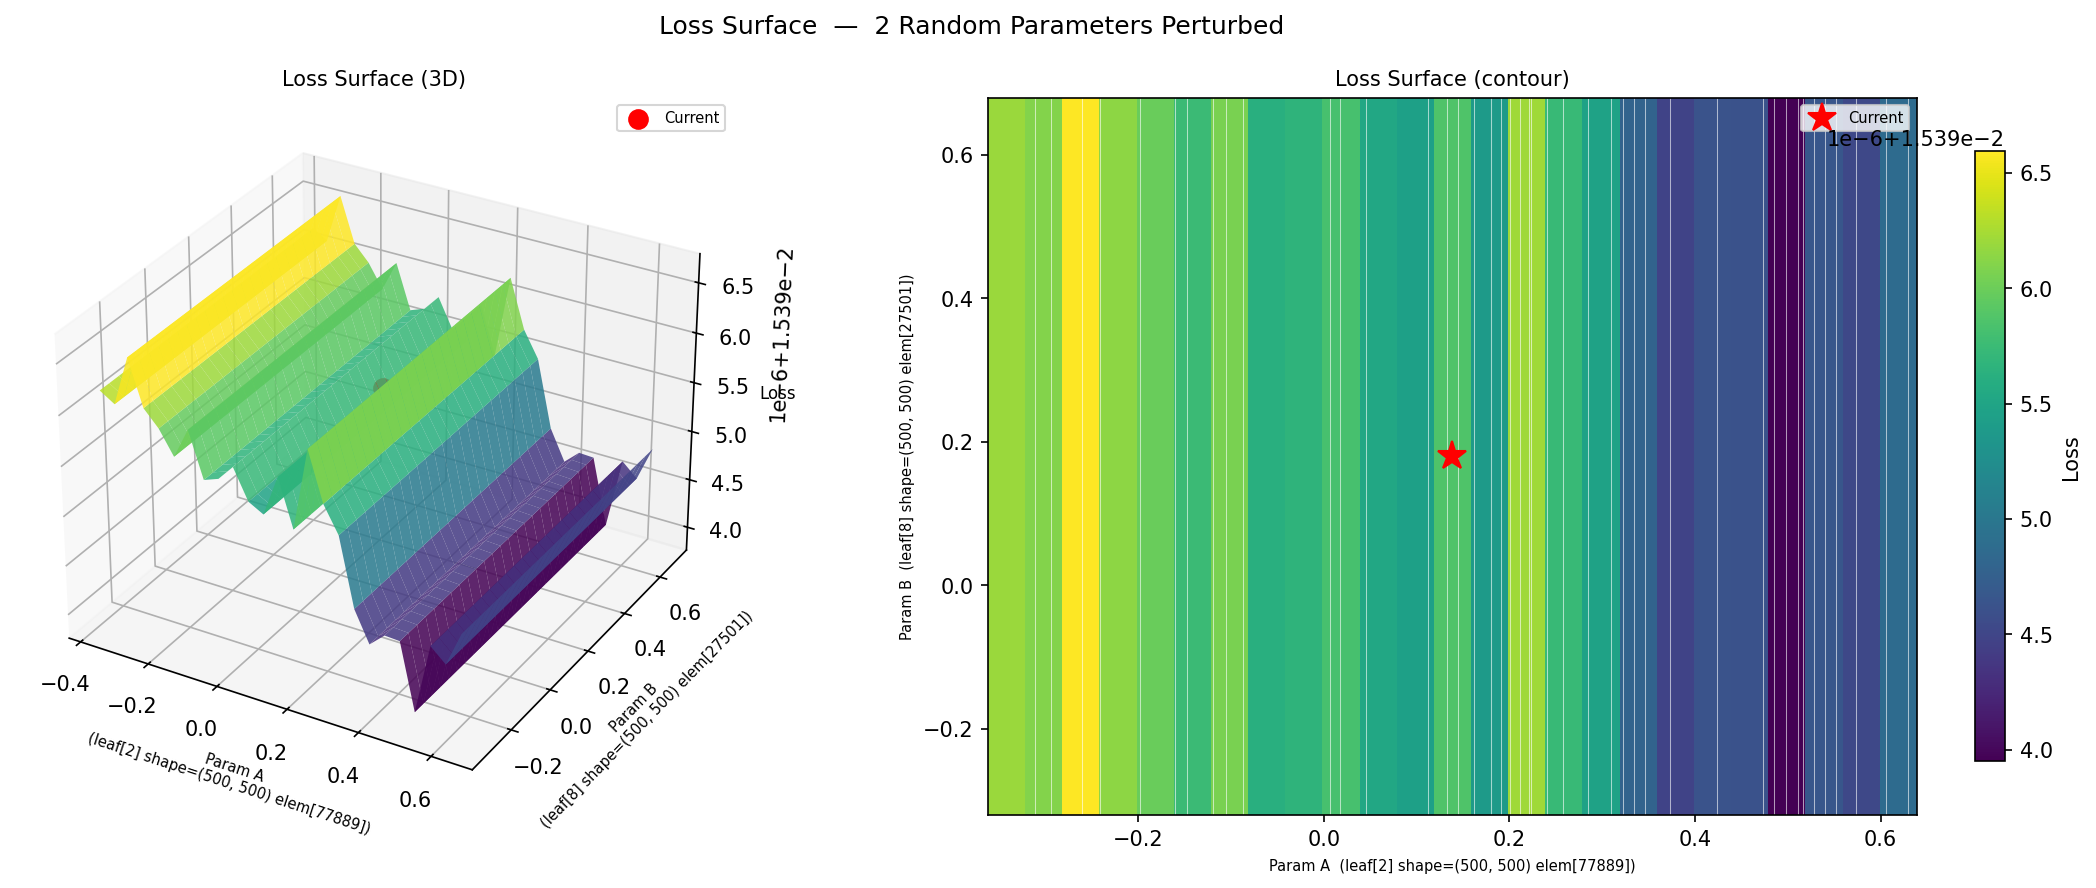 Loss Surface — 2 Random Parameters Perturbed
Loss Surface (3D)
Current
1e−6+1.539e−2
Loss
6.5
6.0
5.5
5.0
4.5
4.0
−0.4
−0.2
0.0
0.2
0.4
0.6
Param A
(leaf[2] shape=(500, 500) elem[77889])
−0.2
0.0
0.2
0.4
0.6
Param B
(leaf[8] shape=(500, 500) elem[27501])
Loss Surface (contour)
Current
1e−6+1.539e−2
0.6
0.4
0.2
0.0
−0.2
Param B (leaf[8] shape=(500, 500) elem[27501])
−0.2
0.0
0.2
0.4
0.6
Param A (leaf[2] shape=(500, 500) elem[77889])
6.5
6.0
5.5
5.0
4.5
4.0
Loss